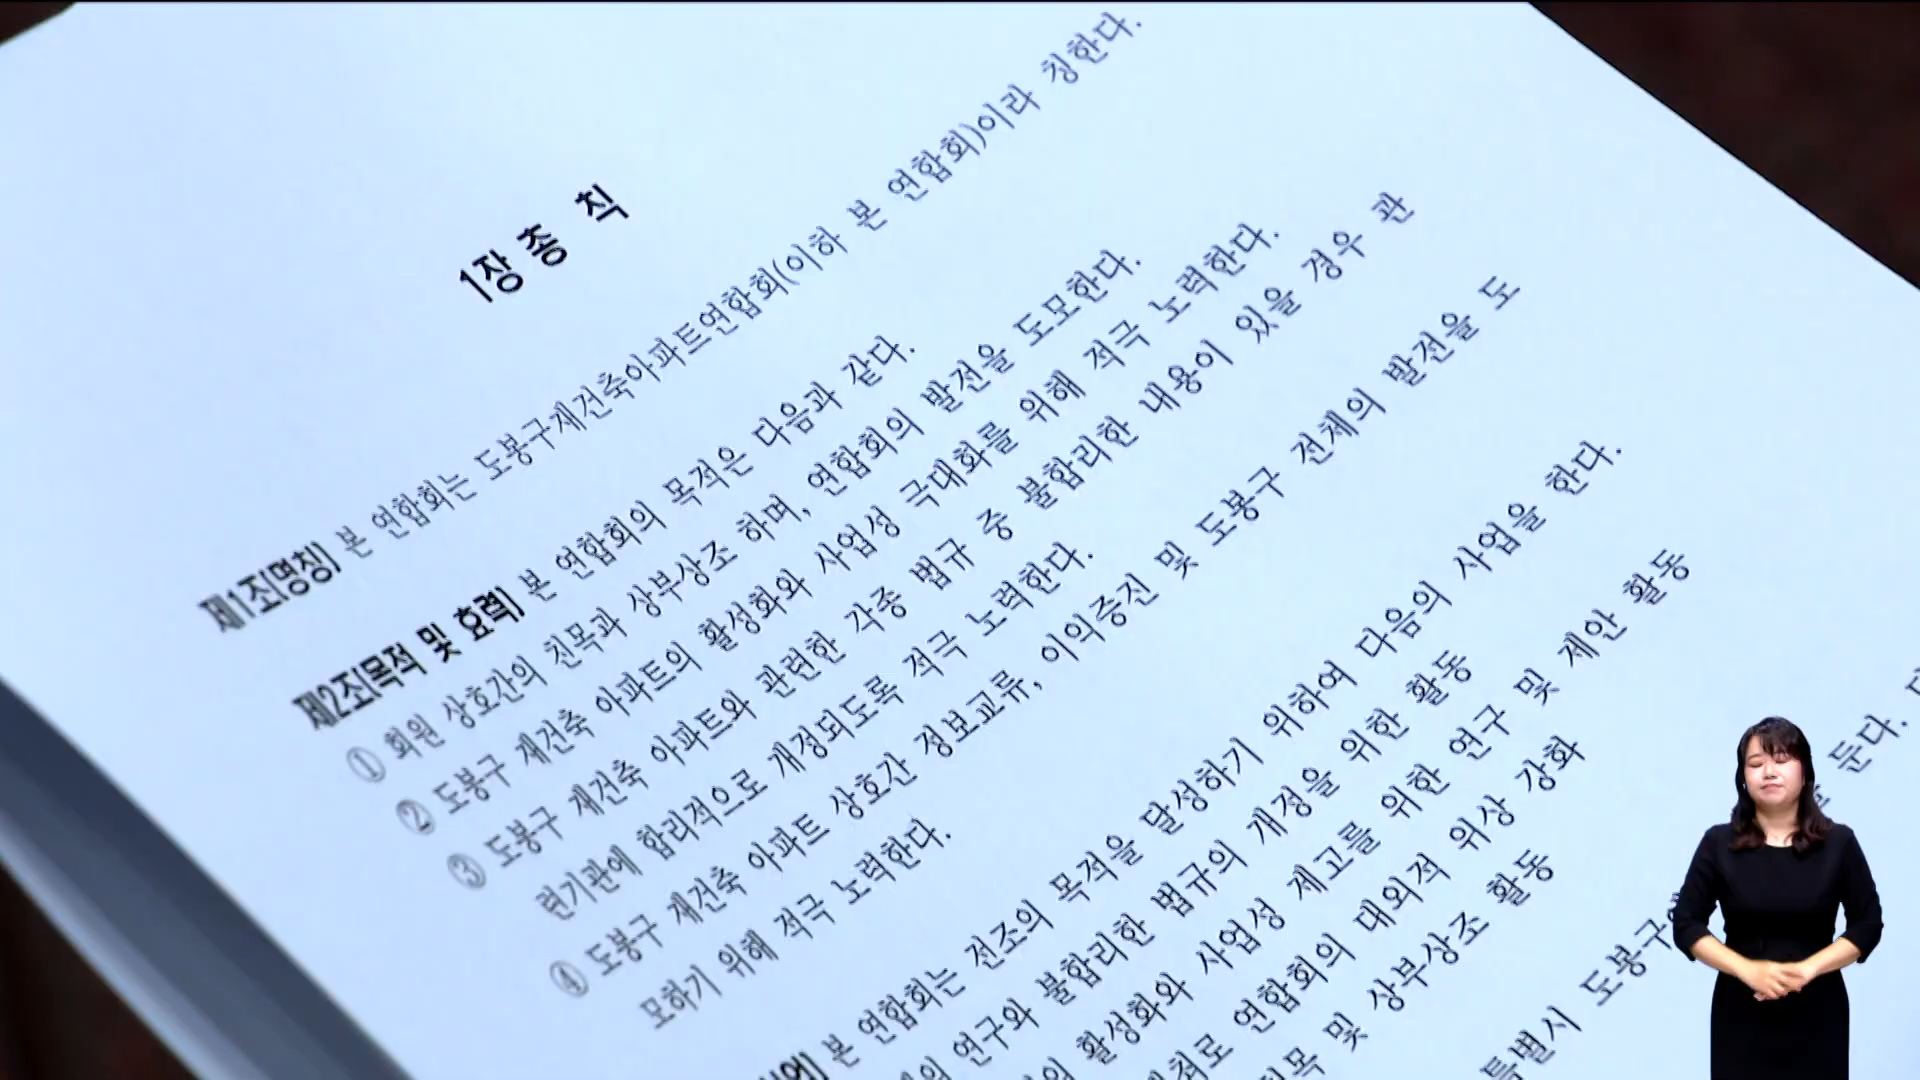 1장 총 칙
제1조[명칭] 본 연합회는 도봉구재건축아파트연합회(이하 본 연합회)이라 칭한다.
제2조[목적 및 효력] 본 연합회의 목적은 다음과 같다.
① 회원 상호간의 친목과 상부상조 하며, 연합회의 발전을 도모한다.
② 도봉구 재건축 아파트의 활성화와 사업성 극대화를 위해 적극 노력한다.
③ 도봉구 재건축 아파트와 관련한 각종 법규 중 불합리한 내용이 있을 경우 관
련기관에 합리적으로 개정되도록 적극 노력한다.
④ 도봉구 재건축 아파트 상호간 정보교류, 이익증진 및 도봉구 전체의 발전을 도
모하기 위해 적극 노력한다.
본 연합회는 전조의 목적을 달성하기 위하여 다음의 사업을 한다.
연구와 불합리한 법규의 개정을 위한 활동
활성화와 사업성 제고를 위한 연구 및 제안 활동
연합회의 대외적 위상 강화
및 상부상조 활동
특별시 도봉구
둔다.